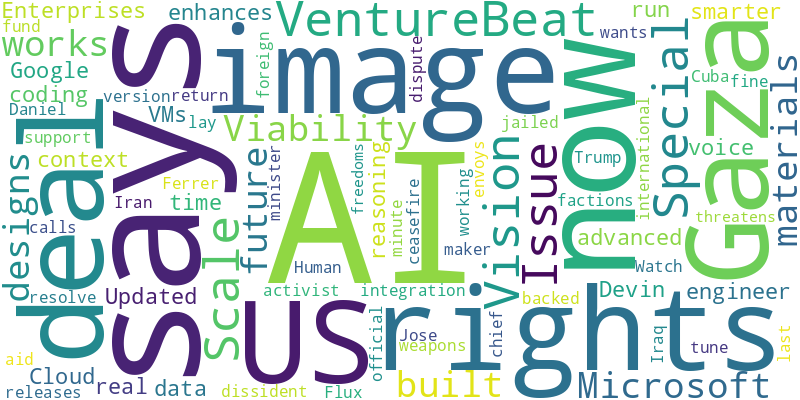 Enterprises
enhances
VentureBeat
run
smarter
fund
works
foreign
dispute
wants
says
image
now
Gaza
Google
coding
version
return
Daniel
VMs
lay
support
Viability
jailed
Cuba
fine
materials
Special
context
deal
Ferrer
Iran
time
calls
designs
Scale
future
minister
AI
freedoms
reasoning
minute
ceasefire
working
envoys
Vision
Issue
Trump
voice
factions
international
threatens
advanced
Human
maker
Watch
resolve
Updated
activist
integration
backed
Devin
engineer
US
rights
official
Jose
weapons
chief
built
Microsoft
Iraq
tune
last
aid
Cloud
real
data
releases
dissident
Flux